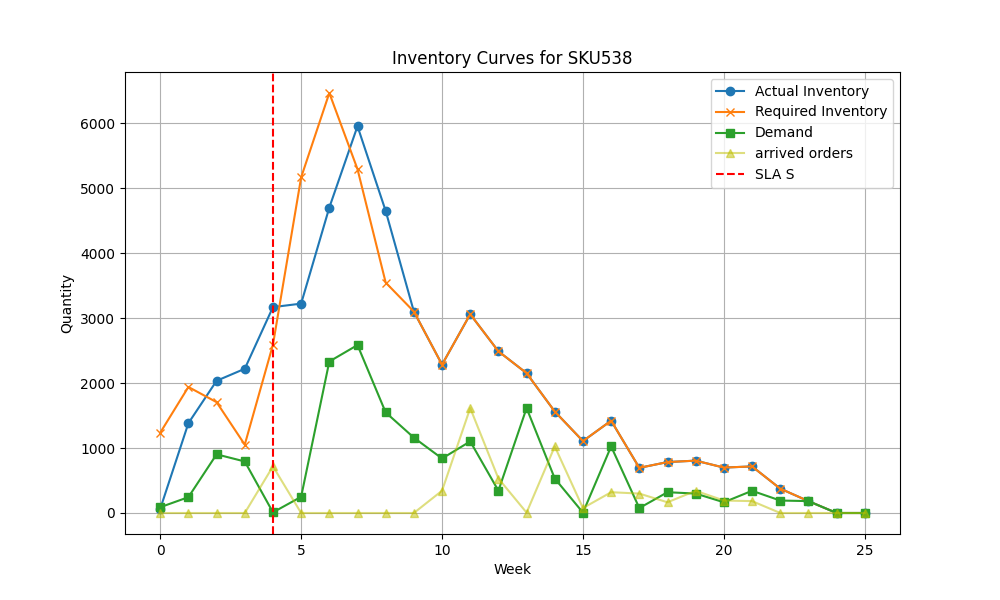 Inventory Curves for SKU538
Actual Inventory
Required Inventory
Demand
arrived orders
SLA S
Quantity
6000
5000
4000
3000
2000
1000
0
0 5 10 15 20 25
Week